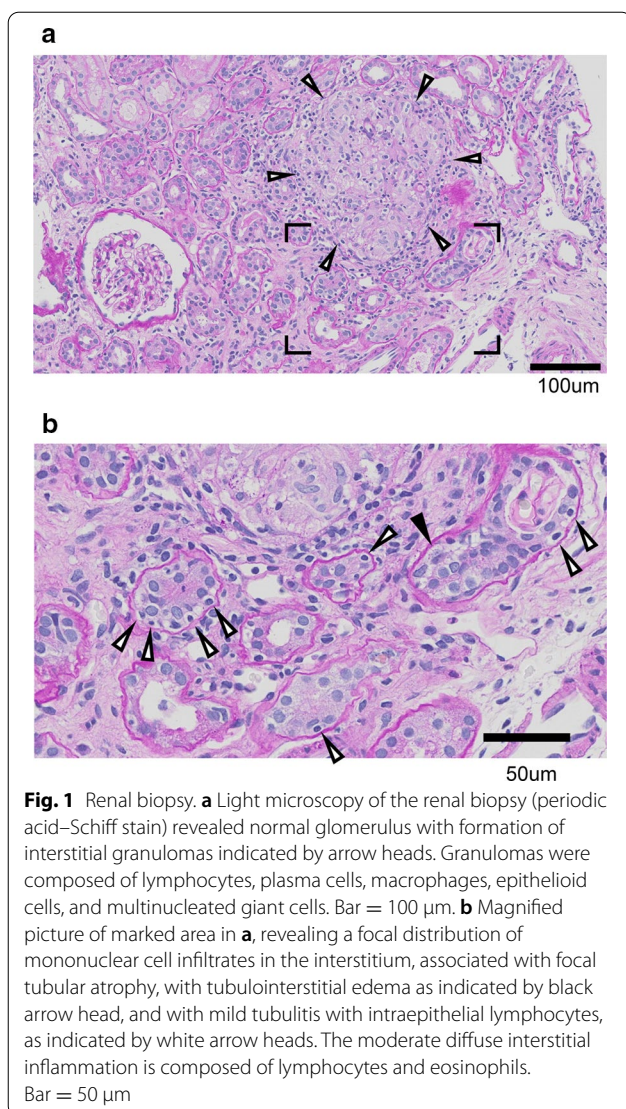 a
100um
b
50um
Fig. 1 Renal biopsy. a Light microscopy of the renal biopsy (periodic
acid–Schiff stain) revealed normal glomerulus with formation of
interstitial granulomas indicated by arrow heads. Granulomas were
composed of lymphocytes, plasma cells, macrophages, epithelioid
cells, and multinucleated giant cells. Bar = 100 µm. b Magnified
picture of marked area in a, revealing a focal distribution of
mononuclear cell infiltrates in the interstitium, associated with focal
tubular atrophy, with tubulointerstitial edema as indicated by black
arrow head, and with mild tubulitis with intraepithelial lymphocytes,
as indicated by white arrow heads. The moderate diffuse interstitial
inflammation is composed of lymphocytes and eosinophils.
Bar = 50 µm